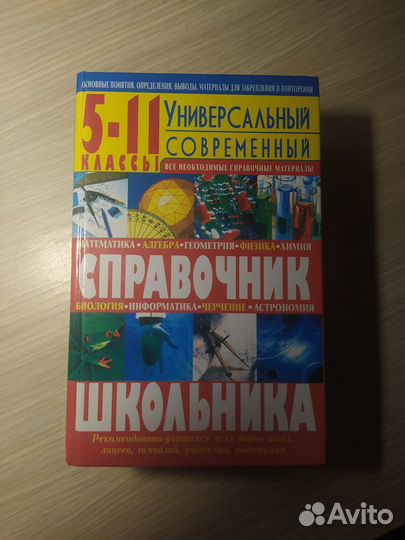 ОСНОВНЫЕ ПОНЯТИЯ, ОПРЕДЕЛЕНИЯ, ВЫВОДЫ, МАТЕРИАЛЫ ДЛЯ ЗАКРЕПЛЕНИЯ И ПОВТОРЕНИЯ
5-11
КЛАССЫ
УНИВЕРСАЛЬНЫЙ
СОВРЕМЕННЫЙ
ВСЕ НЕОБХОДИМЫЕ СПРАВОЧНЫЕ МАТЕРИАЛЫ
МАТЕМАТИКА•АЛГЕБРА•ГЕОМЕТРИЯ•ФИЗИКА•ХИМИЯ
СПРАВОЧНИК
БИОЛОГИЯ•ИНФОРМАТИКА•ЧЕРЧЕНИЕ•АСТРОНОМИЯ
ШКОЛЬНИКА
Рекомендовано учащимся всех типов школ,
лицеев, гимназий, учителям, родителям
Avito